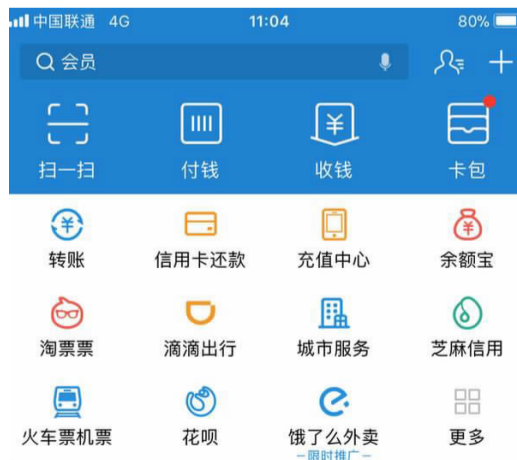 中国联通 4G 11:04 80%
会员
扫一扫 付钱 收钱 卡包
转账 信用卡还款 充值中心 余额宝
淘票票 滴滴出行 城市服务 芝麻信用
火车票机票 花呗 饿了么外卖 更多
-限时推广-